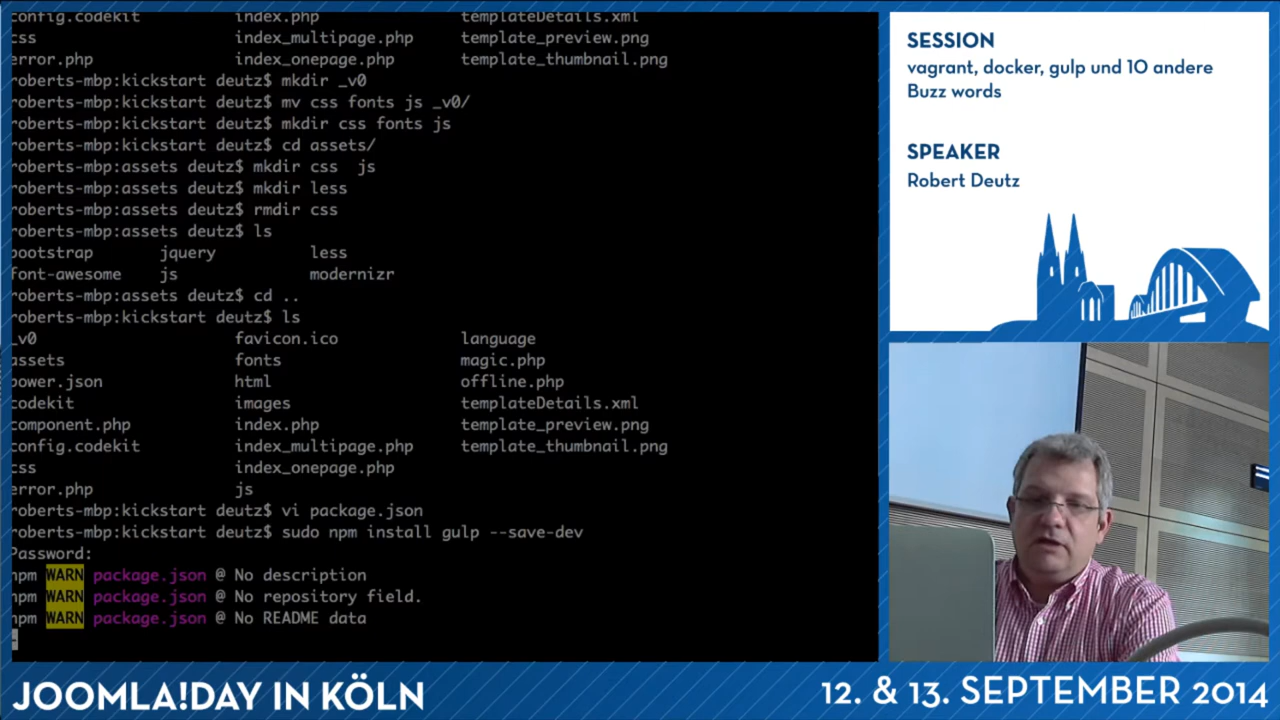 config.codekit index.php templateDetails.xml
css index_multipage.php template_preview.png
error.php index_onepage.php template_thumbnail.png
roberts-mbp:kickstart deutz$ mkdir _v0
roberts-mbp:kickstart deutz$ mv css fonts js _v0/
roberts-mbp:kickstart deutz$ mkdir css fonts js
roberts-mbp:kickstart deutz$ cd assets/
roberts-mbp:assets deutz$ mkdir css  js
roberts-mbp:assets deutz$ mkdir less
roberts-mbp:assets deutz$ rmdir css
roberts-mbp:assets deutz$ ls
bootstrap jquery less
font-awesome js modernizr
roberts-mbp:assets deutz$ cd ..
roberts-mbp:kickstart deutz$ ls
_v0 favicon.ico language
assets fonts magic.php
bower.json html offline.php
codekit images templateDetails.xml
component.php index.php template_preview.png
config.codekit index_multipage.php template_thumbnail.png
css index_onepage.php
error.php js
roberts-mbp:kickstart deutz$ vi package.json
roberts-mbp:kickstart deutz$ sudo npm install gulp --save-dev
Password:
npm WARN package.json @ No description
npm WARN package.json @ No repository field.
npm WARN package.json @ No README data
SESSION
vagrant, docker, gulp und 10 andere
Buzz words
SPEAKER
Robert Deutz
JOOMLA!DAY IN KÖLN
12. & 13. SEPTEMBER 2014